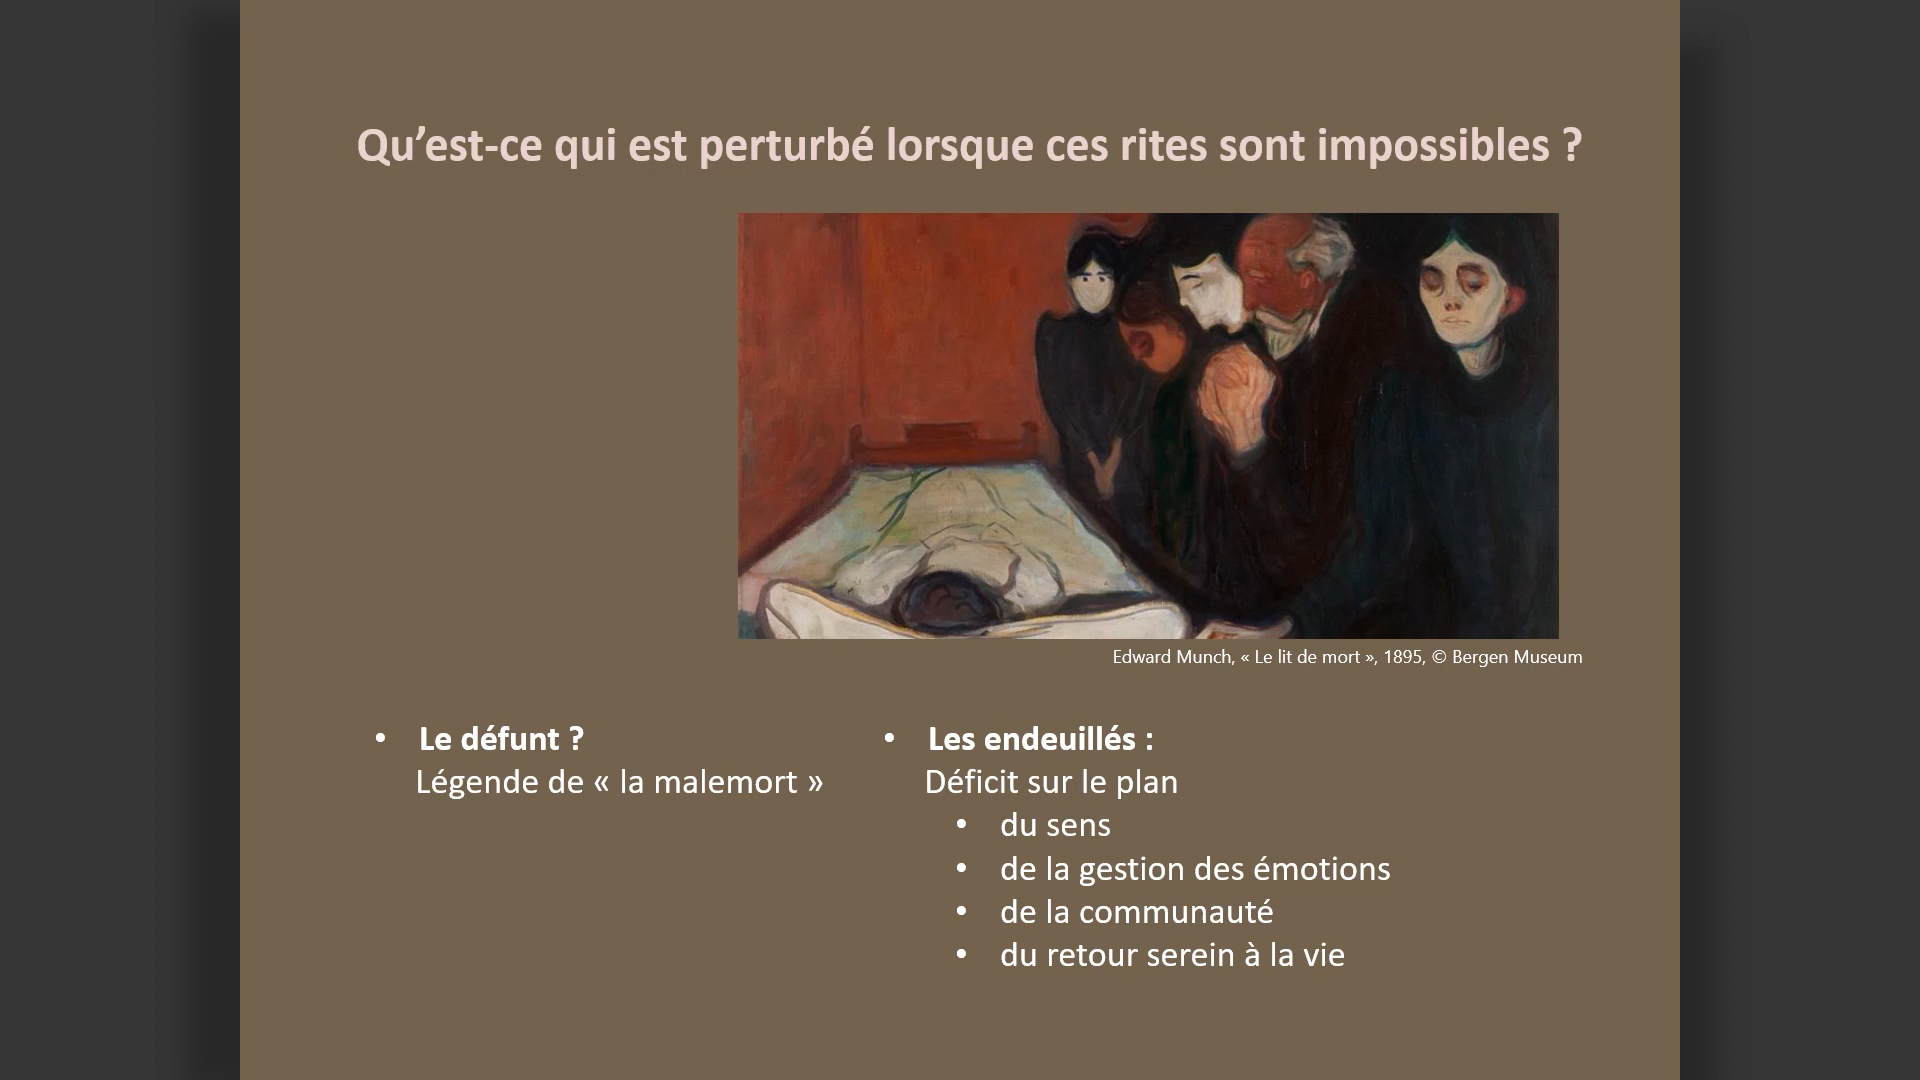 Qu’est-ce qui est perturbé lorsque ces rites sont impossibles ?
Edward Munch, « Le lit de mort », 1895, © Bergen Museum
• Le défunt ?
Légende de « la malemort »
• Les endeuillés :
Déficit sur le plan
• du sens
• de la gestion des émotions
• de la communauté
• du retour serein à la vie